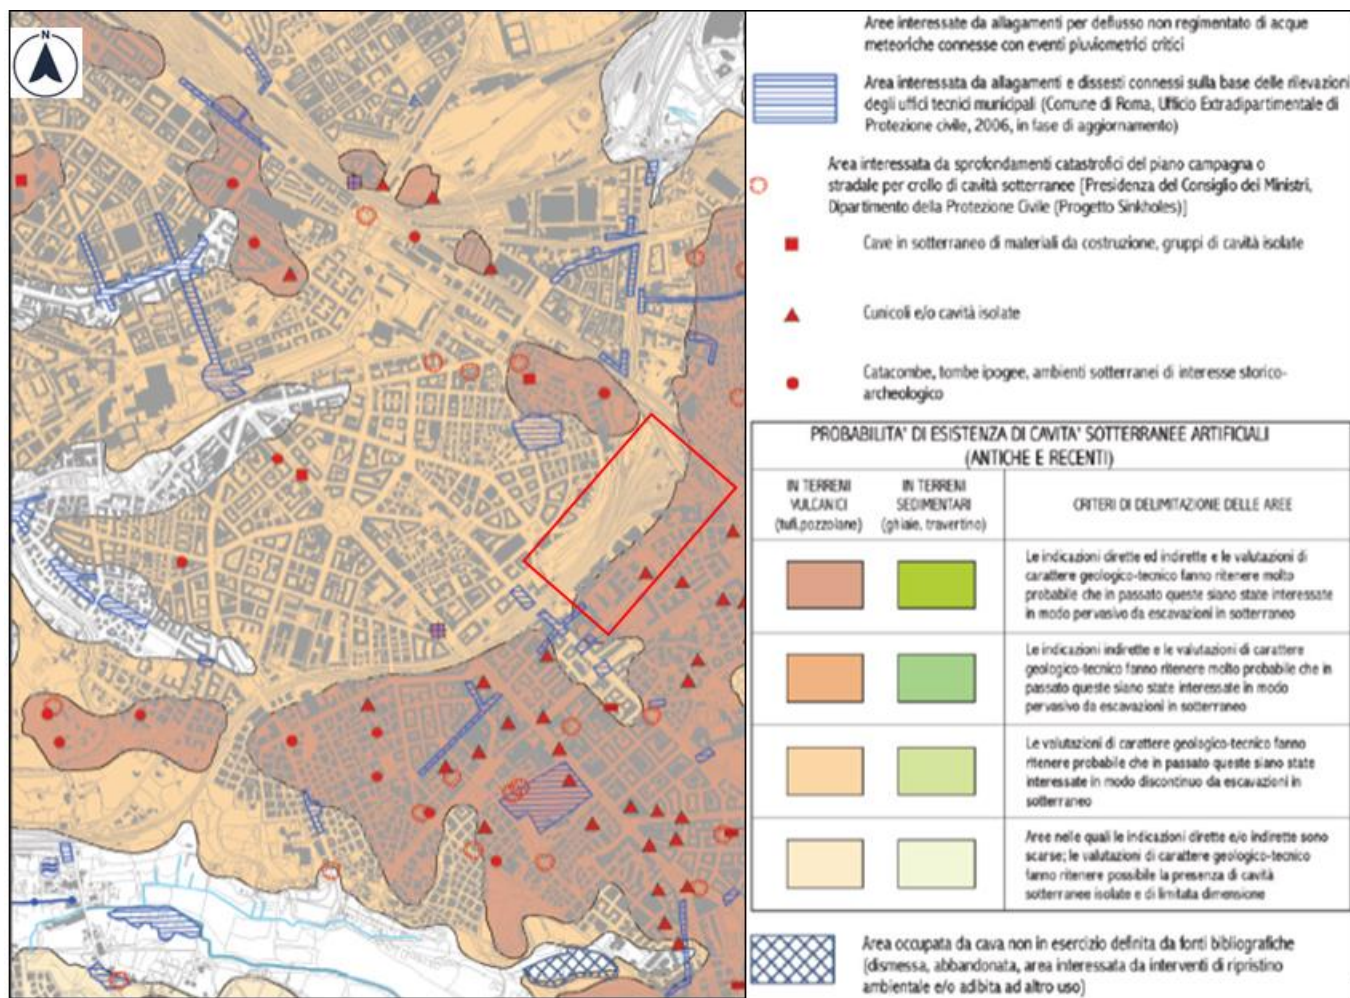 N
Aree interessate da allagamenti per deflusso non regimentato di acque
meteoriche connesse con eventi pluviometrici critici
Area interessata da allagamenti e dissesti connessi sulla base delle rilevazioni
degli uffici tecnici municipali (Comune di Roma, Ufficio Extradipartimentale di
Protezione civile, 2006, in fase di aggiornamento)
Area interessata da sprofondamenti catastrofici del piano campagna o
stradale per crollo di cavità sotterranee [Presidenza del Consiglio dei Ministri,
Dipartimento della Protezione Civile (Progetto Sinkholes)]
Cave in sotterraneo di materiali da costruzione, gruppi di cavità isolate
Cunicoli e/o cavità isolate
Catacombe, tombe ipogee, ambienti sotterranei di interesse storico-
archeologico
PROBABILITA' DI ESISTENZA DI CAVITA' SOTTERRANEE ARTIFICIALI
(ANTICHE E RECENTI)
IN TERRENI
VULCANICI
(tufi,pozzolane)
IN TERRENI
SEDIMENTARI
(ghiaie, travertino)
CRITERI DI DELIMITAZIONE DELLE AREE
Le indicazioni dirette ed indirette e le valutazioni di
carattere geologico-tecnico fanno ritenere molto
probabile che in passato queste siano state interessate
in modo pervasivo da escavazioni in sotterraneo
Le indicazioni indirette e le valutazioni di carattere
geologico-tecnico fanno ritenere molto probabile che in
passato queste siano state interessate in modo
pervasivo da escavazioni in sotterraneo
Le valutazioni di carattere geologico-tecnico fanno
ritenere probabile che in passato queste siano state
interessate in modo discontinuo da escavazioni in
sotterraneo
Aree nelle quali le indicazioni dirette e/o indirette sono
scarse; le valutazioni di carattere geologico-tecnico
fanno ritenere possibile la presenza di cavità
sotterranee isolate e di limitata dimensione
Area occupata da cava non in esercizio definita da fonti bibliografiche
(dismessa, abbandonata, area interessata da interventi di ripristino
ambientale e/o adibita ad altro uso)